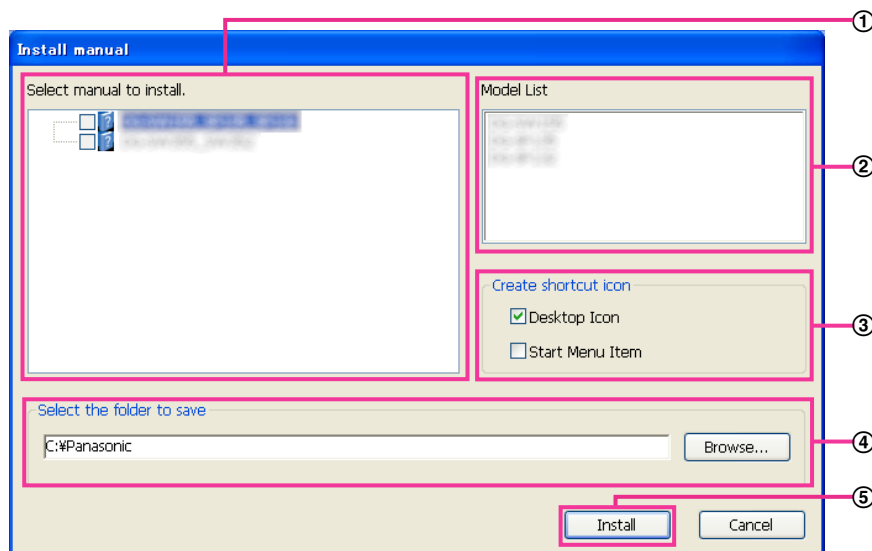 ①
Install manual
Select manual to install.
Model List
②
Create shortcut icon
Desktop Icon
Start Menu Item
③
Select the folder to save
C:¥Panasonic
Browse...
④
⑤
Install
Cancel